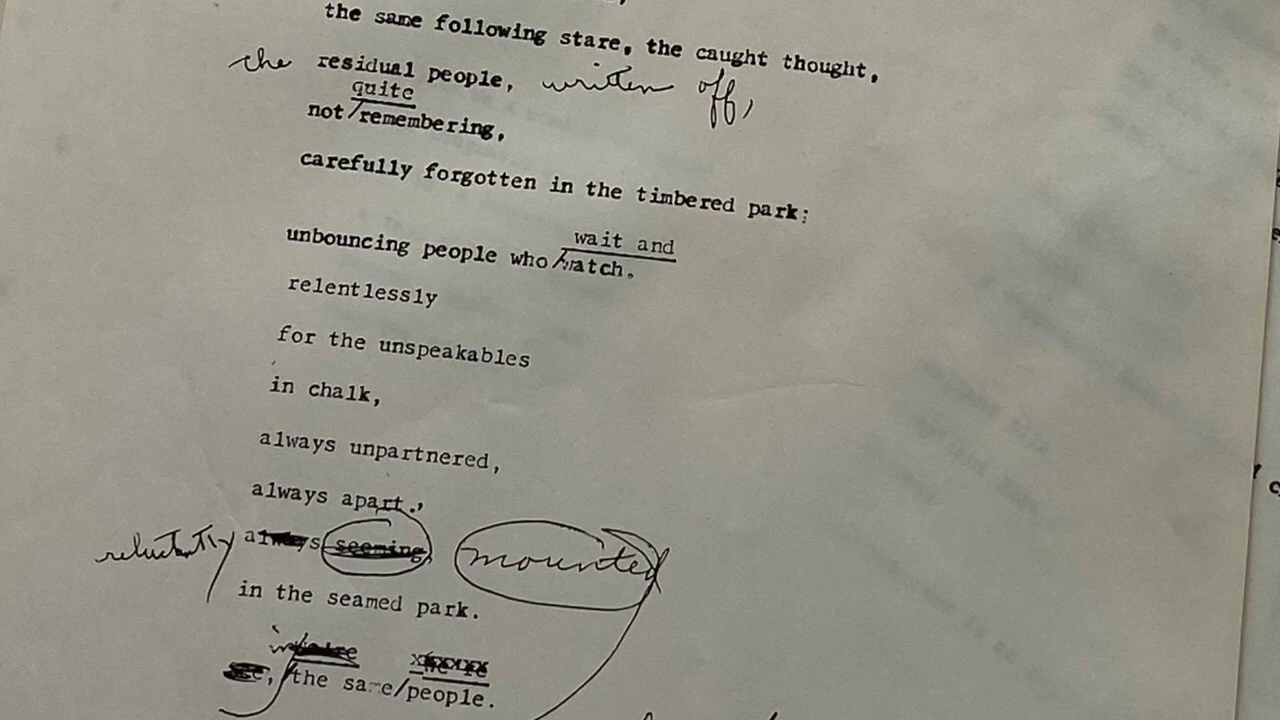 the same following stare, the caught thought,
the residual people, written off,
quite
not/remembering,
carefully forgotten in the timbered park;
wait and
unbouncing people who/watch.
relentlessly
for the unspeakables
in chalk,
always unpartnered,
always apart.,
reluctantly always seeming, mounted
in the seamed park.
the same/people.